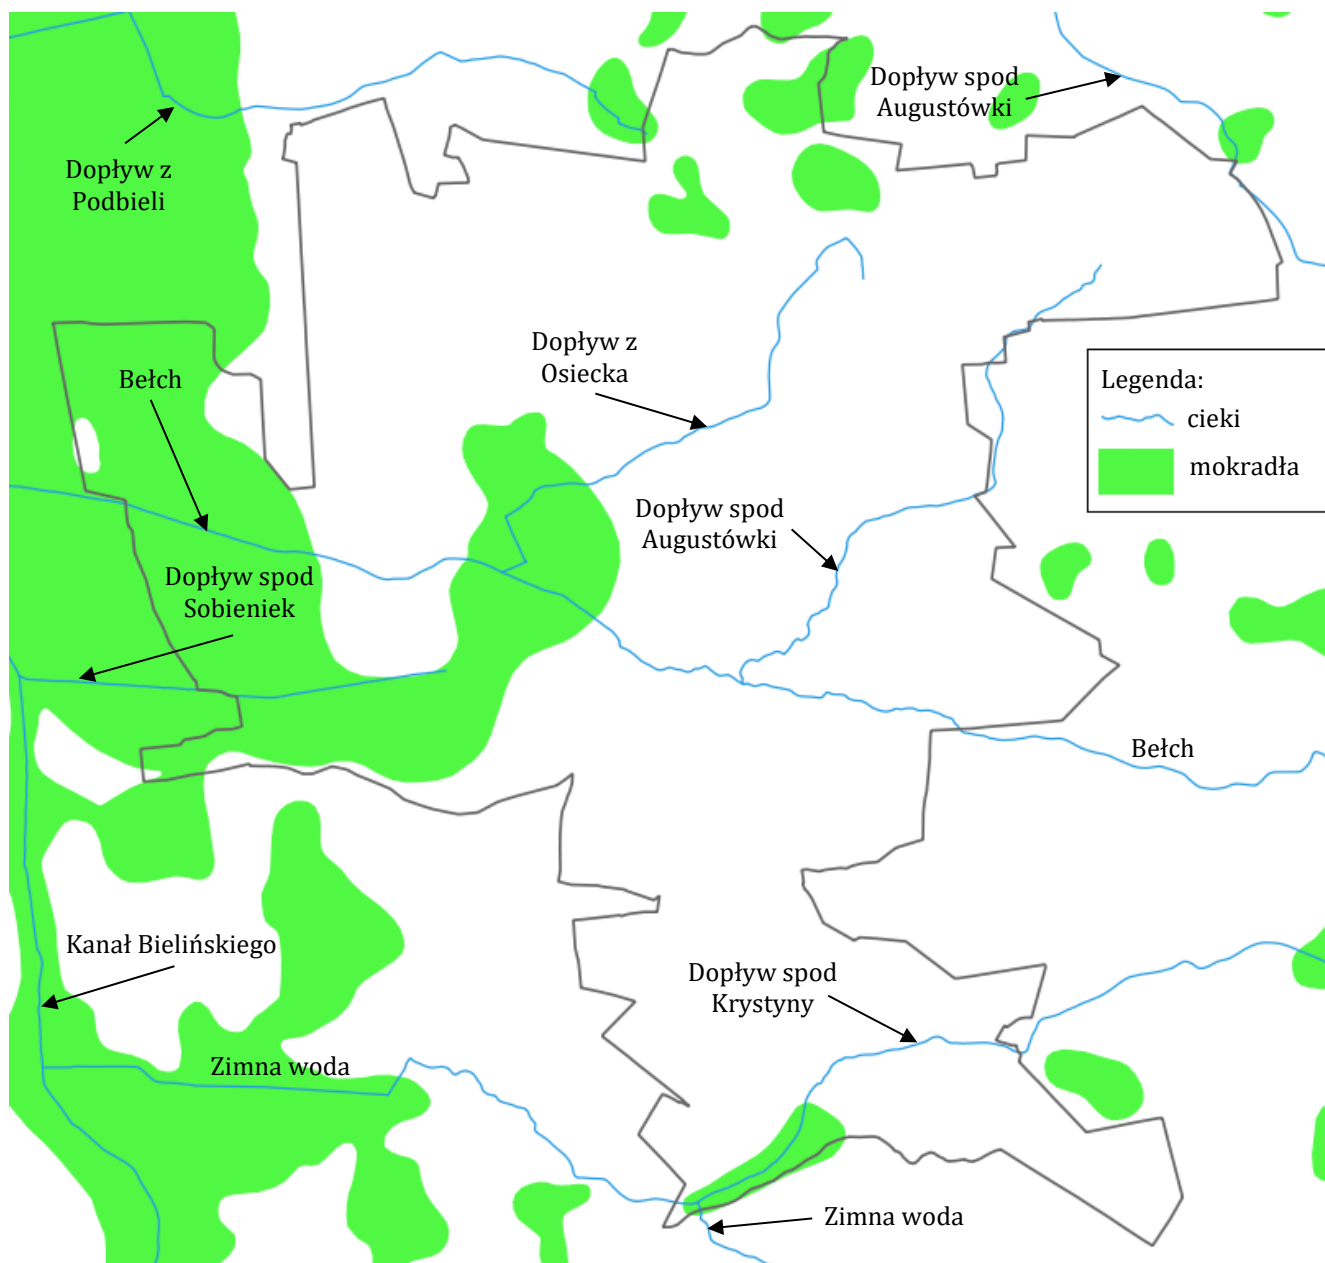 Dopływ spod
Augustówki
Dopływ z
Podbieli
Dopływ z
Osiecka
Bełch
Legenda:
cieki
mokradła
Dopływ spod
Augustówki
Dopływ spod
Sobieniek
Bełch
Kanał Bielińskiego
Dopływ spod
Krystyny
Zimna woda
Zimna woda